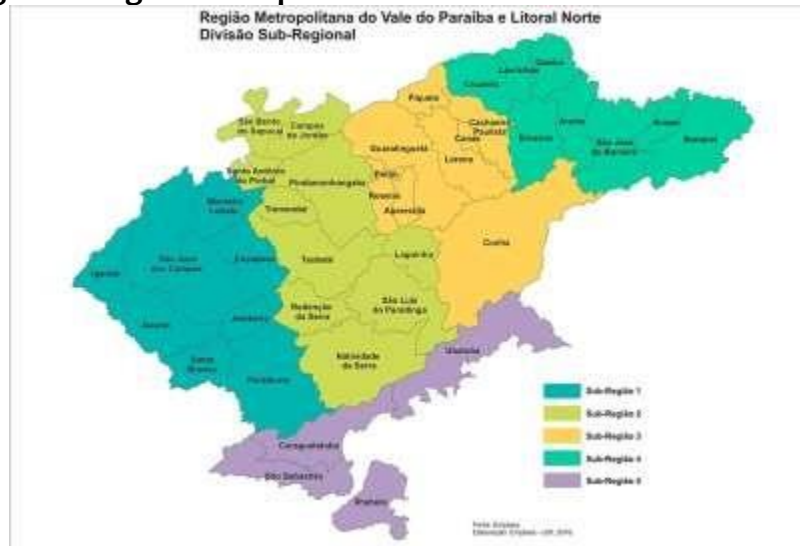 Região Metropolitana do Vale do Paraíba e Litoral Norte
Divisão Sub-Regional
Queluz
Lavrinhas
Cruzeiro
Piquete
São Bento
do Sapucaí
Campos
do Jordão
Cachoeira
Paulista
Canas
Silveiras
Areias
São José
do Barreiro
Arapeí
Bananal
Guaratinguetá
Lorena
Santo Antônio
do Pinhal
Pindamonhangaba
Potim
Roseira
Aparecida
Monteiro
Lobato
Tremembé
Cunha
Lagoinha
Igaratá
São José
dos Campos
Caçapava
Taubaté
São Luiz
do Paraitinga
Redenção
da Serra
Jacareí
Jambeiro
Santa
Branca
Paraibuna
Natividade
da Serra
Ubatuba
Caraguatatuba
São Sebastião
Ilhabela
Sub-Região 1
Sub-Região 2
Sub-Região 3
Sub-Região 4
Sub-Região 5
Fonte: Emplasa